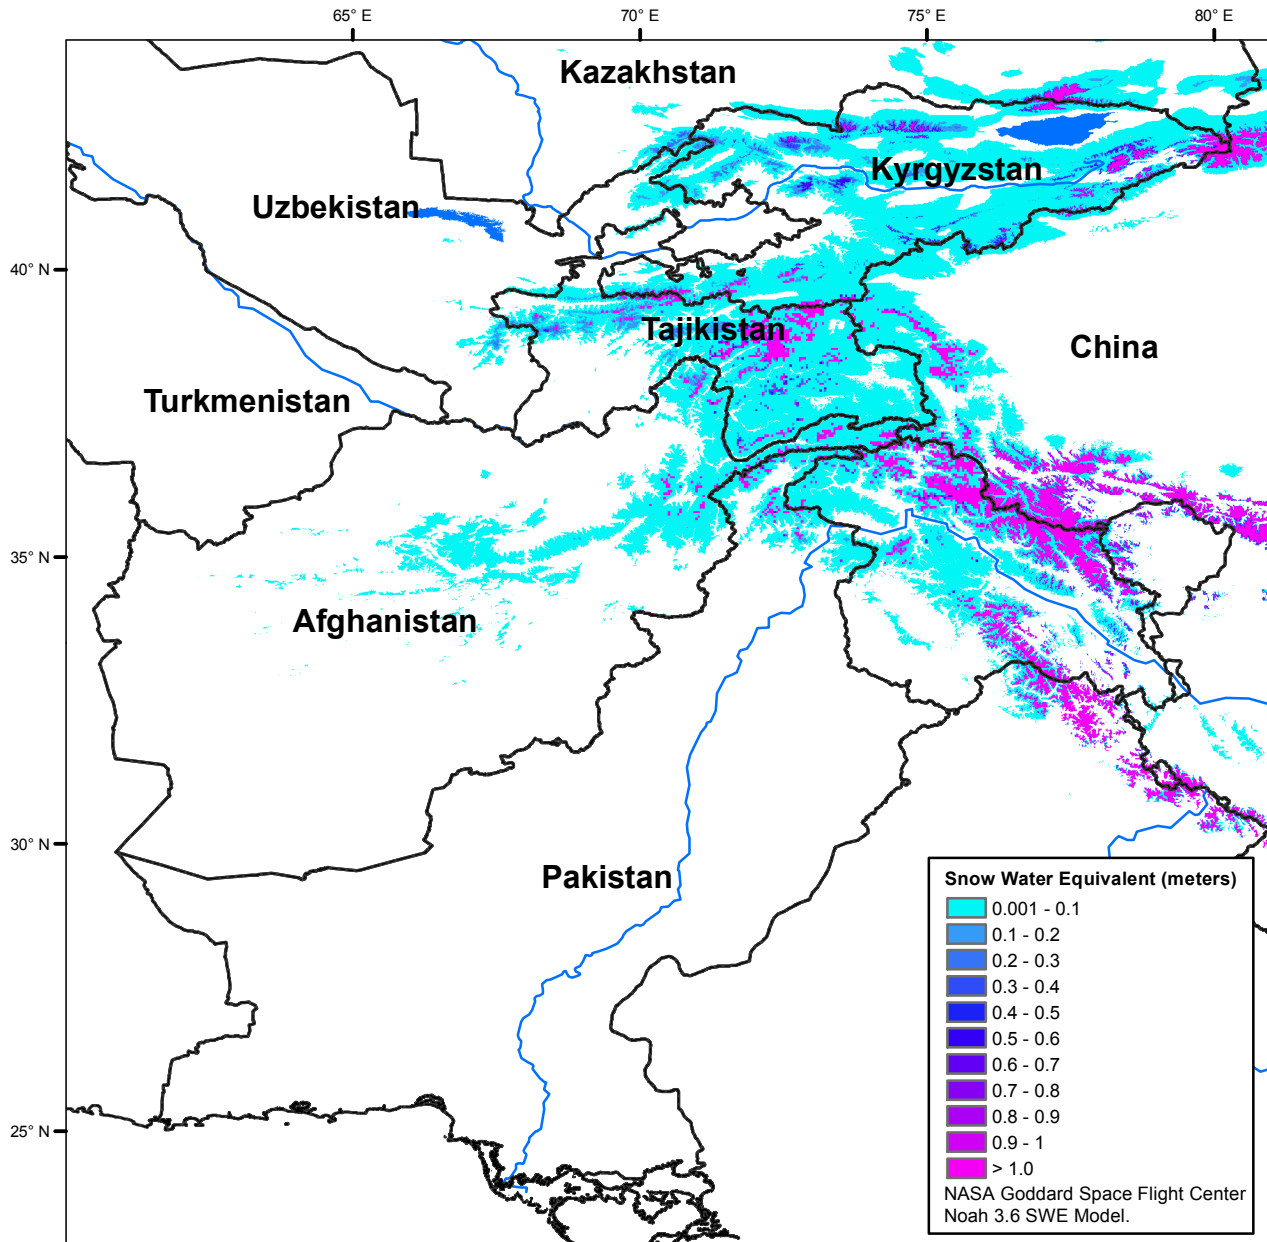 65° E
70° E
75° E
80° E
Kazakhstan
Kyrgyzstan
Uzbekistan
40° N
Tajikistan
China
Turkmenistan
35° N
Afghanistan
30° N
Pakistan
25° N
Snow Water Equivalent (meters)
0.001 - 0.1
0.1 - 0.2
0.2 - 0.3
0.3 - 0.4
0.4 - 0.5
0.5 - 0.6
0.6 - 0.7
0.7 - 0.8
0.8 - 0.9
0.9 - 1
> 1.0
NASA Goddard Space Flight Center
Noah 3.6 SWE Model.